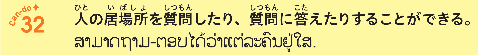 Can-do 32
人の居場所を質問したり、質問に答えたりすることができる。
ສາມາດຖາມ-ຕອບໄດ້ວ່າແຕ່ລະຄົນຢູ່ໃສ.